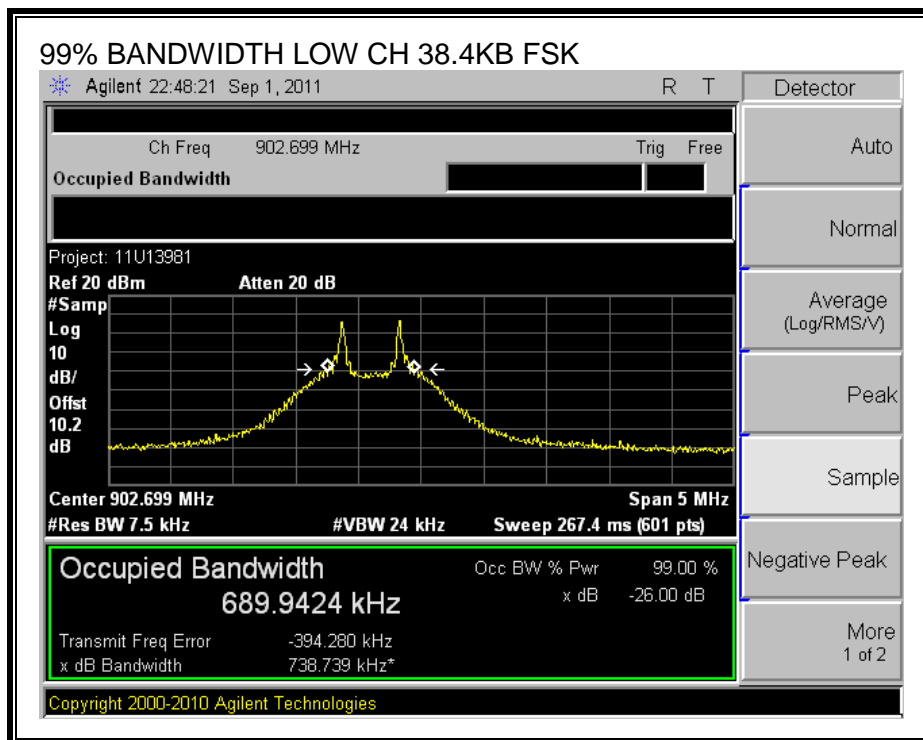 99% BANDWIDTH LOW CH 38.4KB FSK
Agilent 22:48:21 Sep 1, 2011 R T
Detector
Ch Freq 902.699 MHz Trig Free
Occupied Bandwidth
Auto
Normal
Average
(Log/RMS/V)
Peak
Sample
Negative Peak
More
1 of 2
Project: 11U13981
Ref 20 dBm Atten 20 dB
#Samp
Log
10
dB/
Offst
10.2
dB
Center 902.699 MHz Span 5 MHz
#Res BW 7.5 kHz #VBW 24 kHz Sweep 267.4 ms (601 pts)
Occupied Bandwidth Occ BW % Pwr 99.00 %
689.9424 kHz x dB -26.00 dB
Transmit Freq Error -394.280 kHz
x dB Bandwidth 738.739 kHz*
Copyright 2000-2010 Agilent Technologies